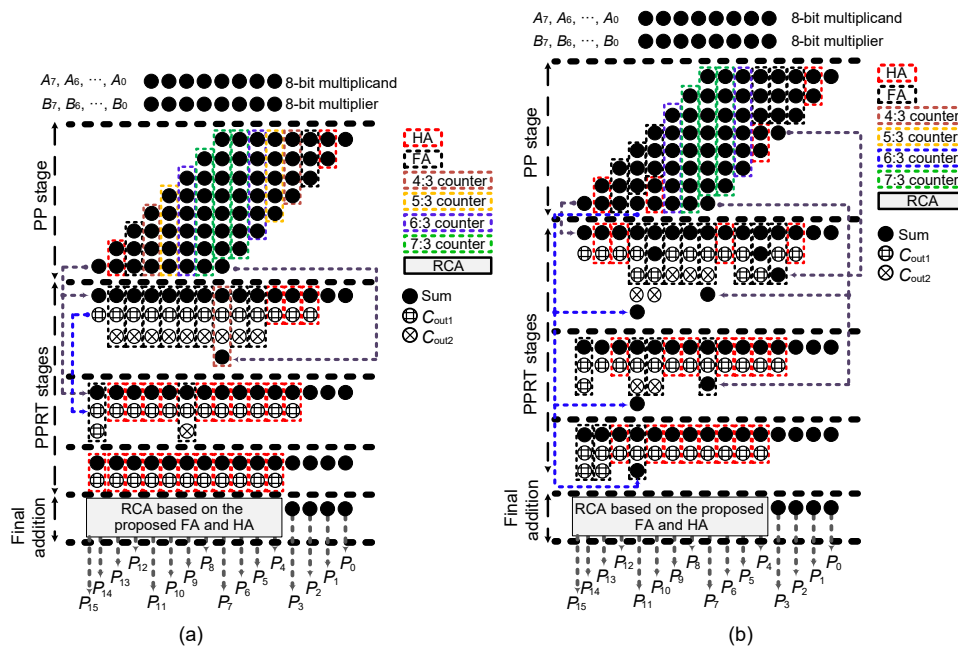 A7, A6, ···, A0
8-bit multiplicand
B7, B6, ···, B0
8-bit multiplier
PP stage
HA
FA
4:3 counter
5:3 counter
6:3 counter
7:3 counter
RCA
Sum
Cout1
Cout2
PPRT stages
Final addition
RCA based on the
proposed FA and HA
P15
P14
P13
P12
P11
P10
P9
P8
P7
P6
P5
P4
P3
P2
P1
P0
(a)
A7, A6, ···, A0
8-bit multiplicand
B7, B6, ···, B0
8-bit multiplier
PP stage
HA
FA
4:3 counter
5:3 counter
6:3 counter
7:3 counter
RCA
Sum
Cout1
Cout2
PPRT stages
Final
addition
RCA based on the proposed
FA and HA
P15
P14
P13
P12
P11
P10
P9
P8
P7
P6
P5
P4
P3
P2
P1
P0
(b)